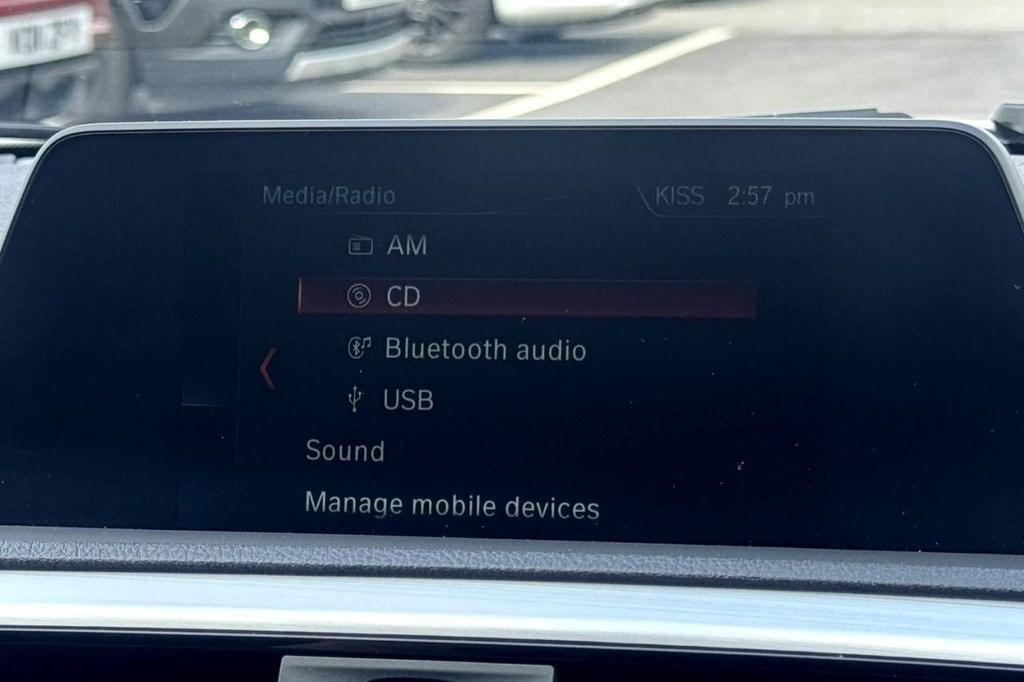 Media/Radio KISS 2:57 pm
AM
CD
Bluetooth audio
USB
Sound
Manage mobile devices